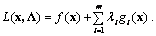 L(x,Λ) = f(x) + ∑_{i=1}^{m} λ_i g_i(x).